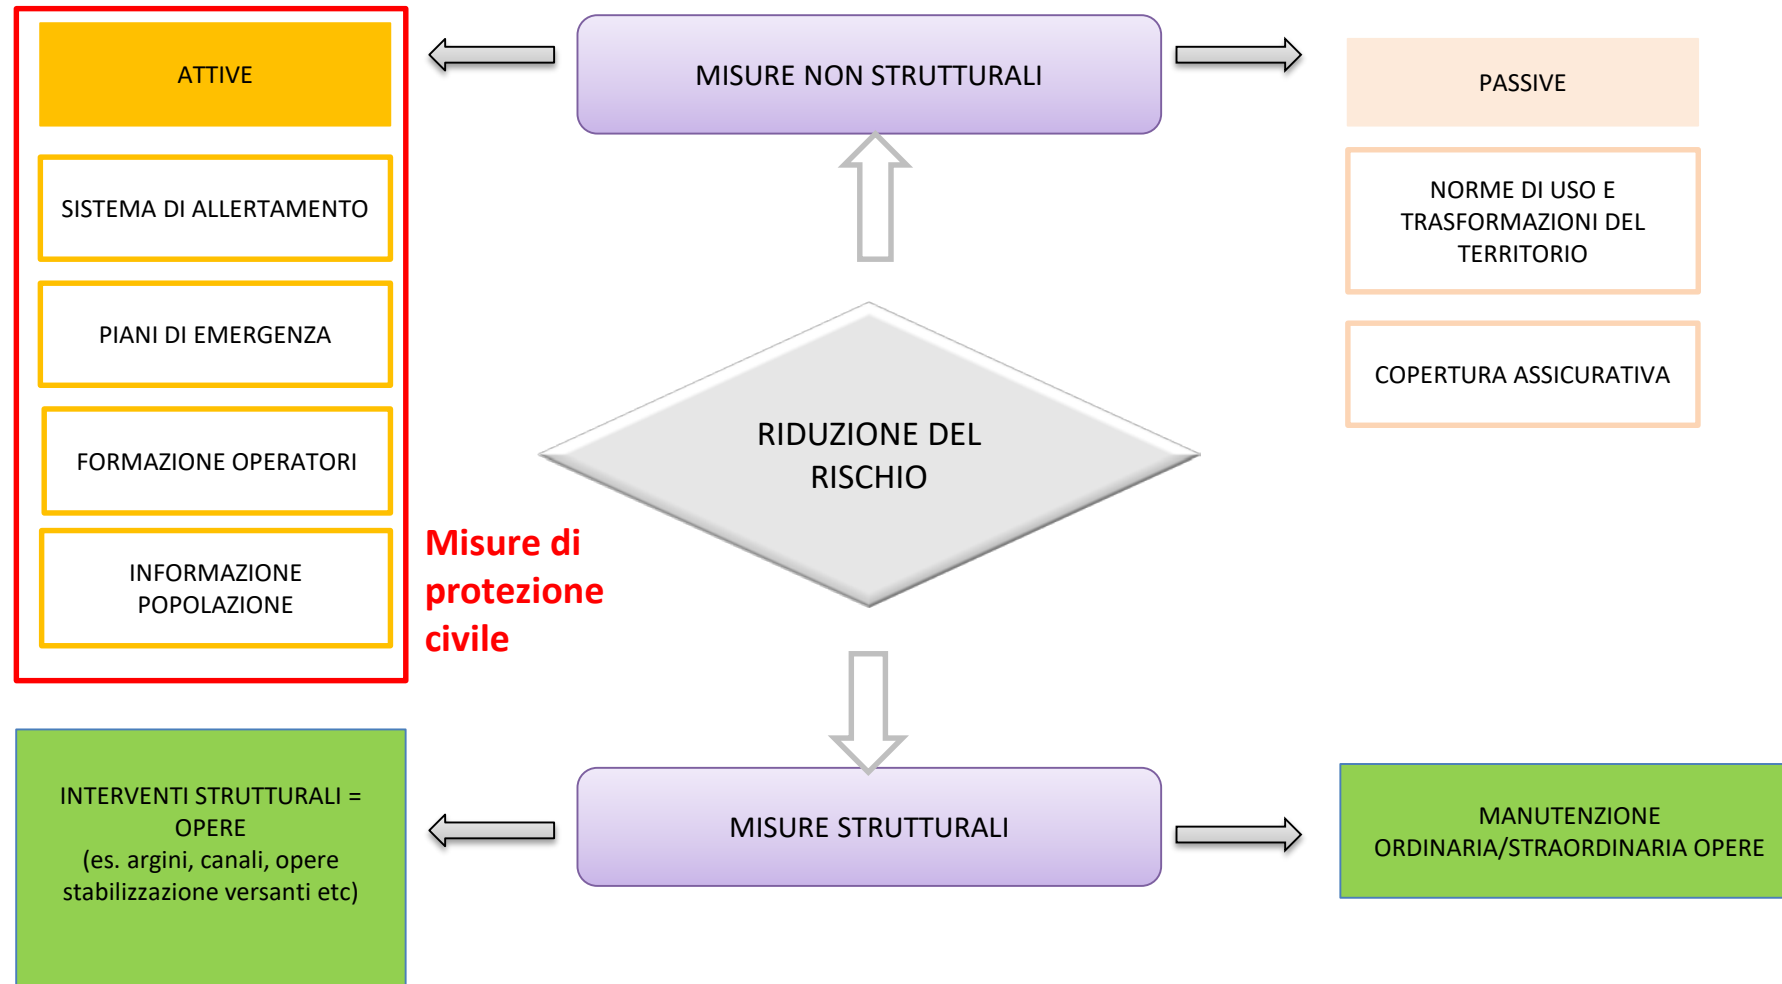 ATTIVE
MISURE NON STRUTTURALI
PASSIVE
SISTEMA DI ALLERTAMENTO
PIANI DI EMERGENZA
FORMAZIONE OPERATORI
INFORMAZIONE
POPOLAZIONE
Misure di
protezione
civile
NORME DI USO E
TRASFORMAZIONI DEL
TERRITORIO
COPERTURA ASSICURATIVA
RIDUZIONE DEL
RISCHIO
INTERVENTI STRUTTURALI =
OPERE
(es. argini, canali, opere
stabilizzazione versanti etc)
MISURE STRUTTURALI
MANUTENZIONE
ORDINARIA/STRAORDINARIA OPERE